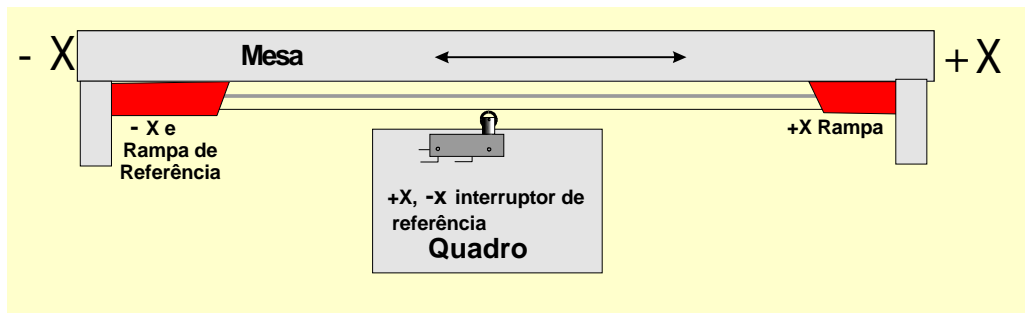 - X
Mesa
+ X
- X e
Rampa de
Referência
+X Rampa
+X, -x interruptor de
referência
Quadro